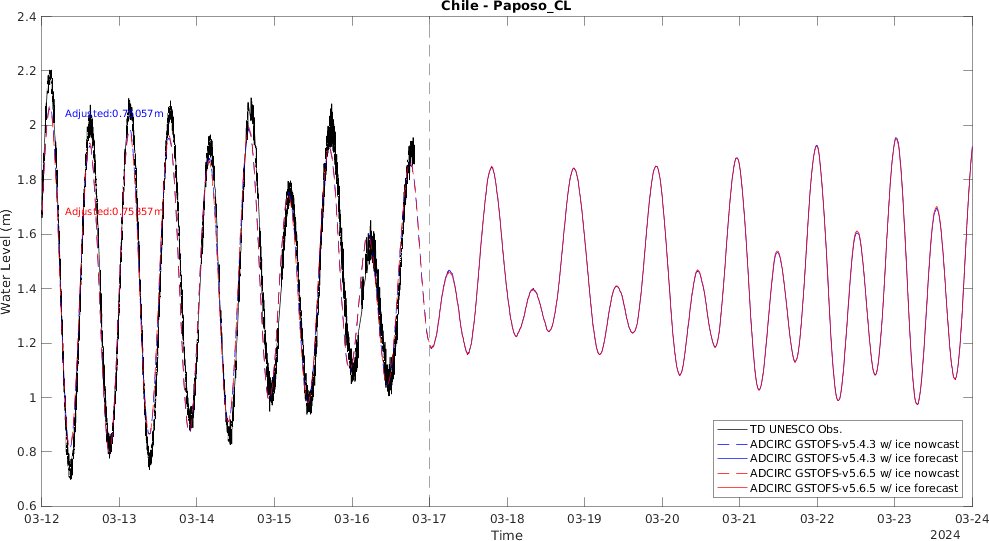 Chile - Paposo_CL
2.4
2.2
2
1.8
1.6
1.4
1.2
1
0.8
0.6
Water Level (m)
Adjusted:0.76057m
Adjusted:0.75857m
TD UNESCO Obs.
ADCIRC GSTOFS-v5.4.3 w/ ice nowcast
ADCIRC GSTOFS-v5.4.3 w/ ice forecast
ADCIRC GSTOFS-v5.6.5 w/ ice nowcast
ADCIRC GSTOFS-v5.6.5 w/ ice forecast
03-12 03-13 03-14 03-15 03-16 03-17 03-18 03-19 03-20 03-21 03-22 03-23 03-24
Time
2024